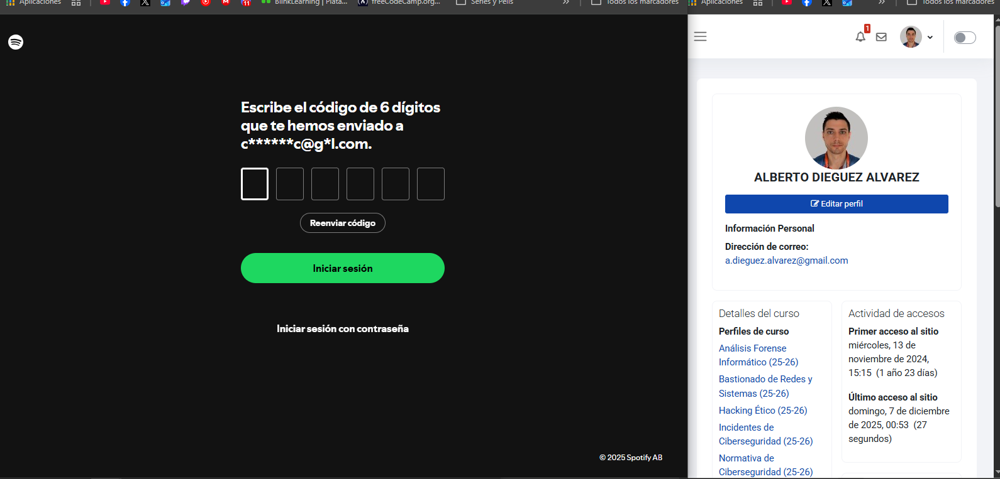 Aplicaciones
BlinkLearning | Plata...
freeCodeCamp.org...
Series y Pelis
Todos los marcadores
Escribe el código de 6 dígitos
que te hemos enviado a
c******c@g*l.com.
Reenviar código
Iniciar sesión
Iniciar sesión con contraseña
© 2025 Spotify AB
Aplicaciones
Todos los marcadores
1
ALBERTO DIEGUEZ ALVAREZ
Editar perfil
Información Personal
Dirección de correo:
a.dieguez.alvarez@gmail.com
Detalles del curso
Perfiles de curso
Análisis Forense
Informático (25-26)
Bastionado de Redes y
Sistemas (25-26)
Hacking Ético (25-26)
Incidentes de
Ciberseguridad (25-26)
Normativa de
Ciberseguridad (25-26)
Actividad de accesos
Primer acceso al sitio
miércoles, 13 de
noviembre de 2024,
15:15 (1 año 23 días)
Último acceso al sitio
domingo, 7 de diciembre
de 2025, 00:53 (27
segundos)